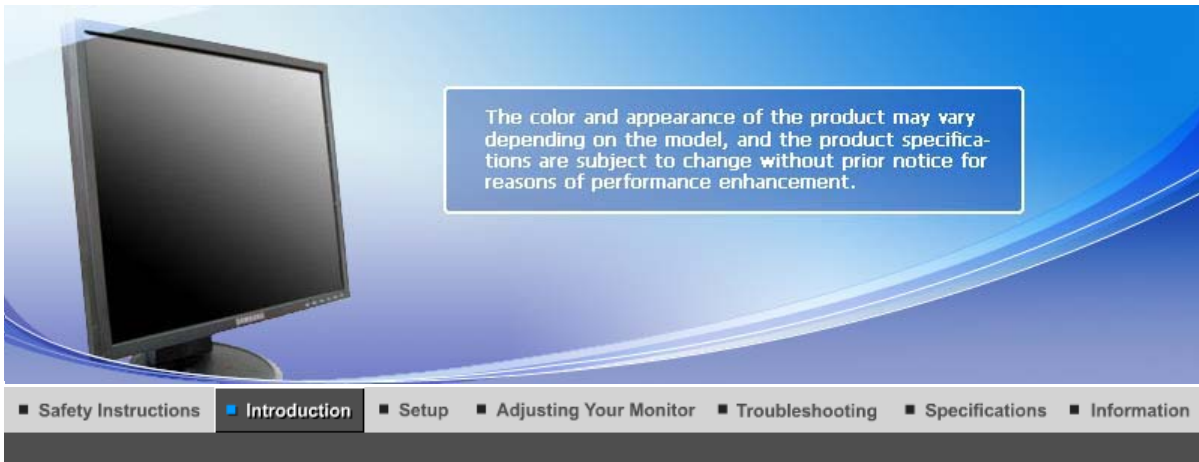 The color and appearance of the product may vary
depending on the model, and the product specifica-
tions are subject to change without prior notice for
reasons of performance enhancement.
SAMSUNG
Safety Instructions
Introduction
Setup
Adjusting Your Monitor
Troubleshooting
Specifications
Information